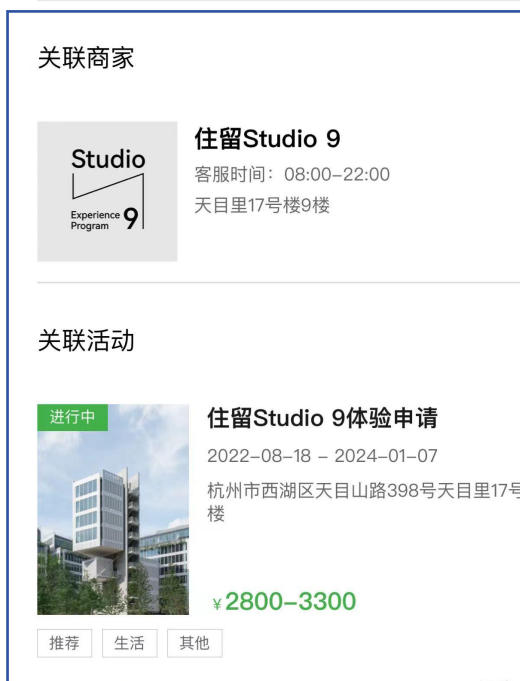 关联商家
Studio
Experience
Program 9
住留Studio 9
客服时间：08:00–22:00
天目里17号楼9楼
关联活动
进行中
住留Studio 9体验申请
2022–08–18 – 2024–01–07
杭州市西湖区天目山路398号天目里17号
楼
¥2800–3300
推荐
生活
其他